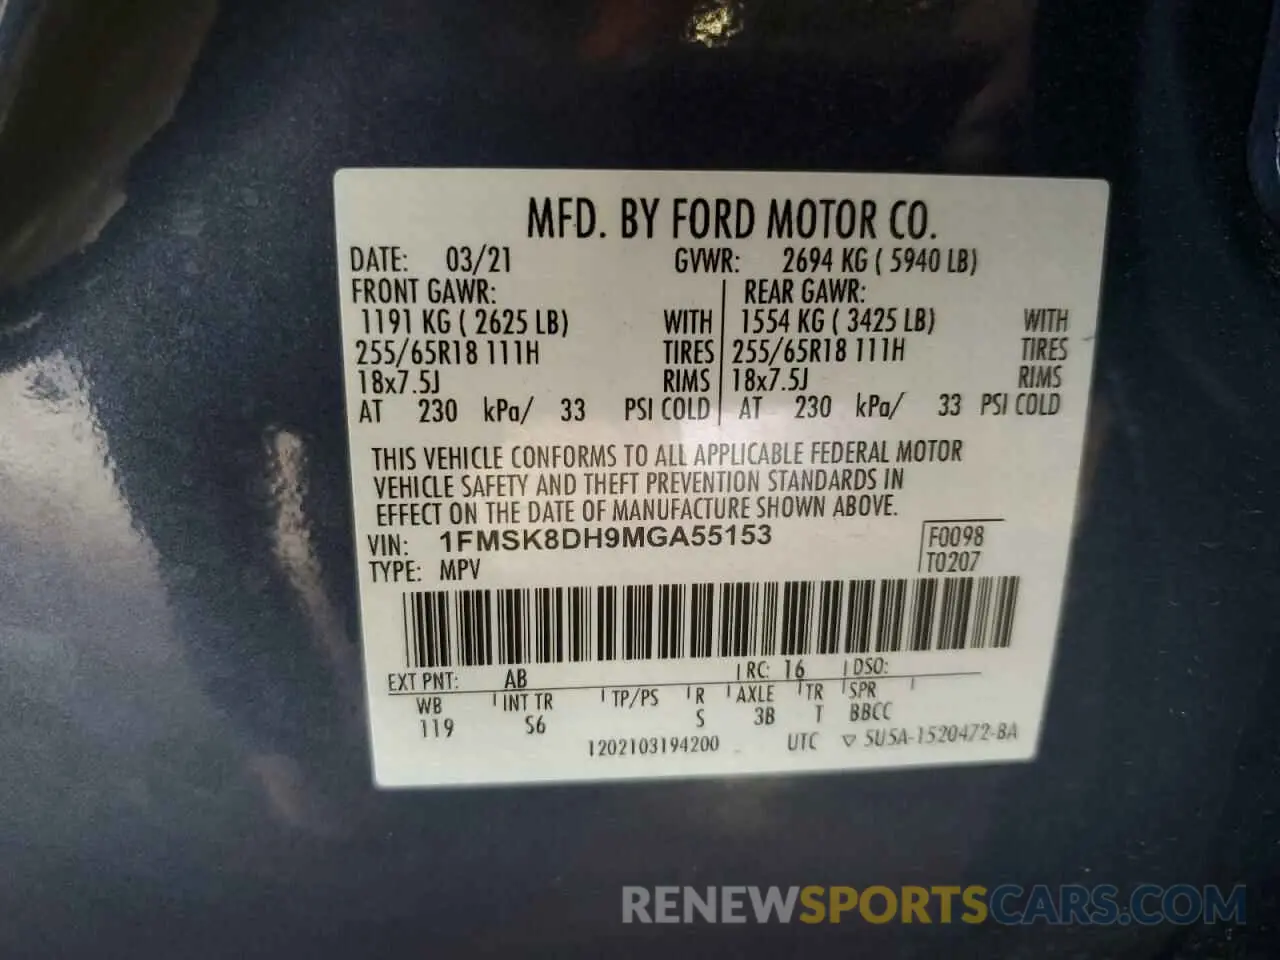 MFD. BY FORD MOTOR CO.
DATE: 03/21 GVWR: 2694 KG ( 5940 LB)
FRONT GAWR: REAR GAWR:
1191 KG ( 2625 LB) WITH 1554 KG ( 3425 LB) WITH
255/65R18 111H TIRES 255/65R18 111H TIRES
18x7.5J RIMS 18x7.5J RIMS
AT 230 kPa/ 33 PSI COLD AT 230 kPa/ 33 PSI COLD
THIS VEHICLE CONFORMS TO ALL APPLICABLE FEDERAL MOTOR
VEHICLE SAFETY AND THEFT PREVENTION STANDARDS IN
EFFECT ON THE DATE OF MANUFACTURE SHOWN ABOVE.
VIN: 1FMSK8DH9MGA55153 F0098
TYPE: MPV T0207
EXT PNT: AB RC: 16 DSO:
WB INT TR TP/PS R AXLE TR SPR
119 S6 S 3B T BBCC
1202103194200 UTC ▽ 5U5A-1520472-BA
RENEWSPORTSCARS.COM